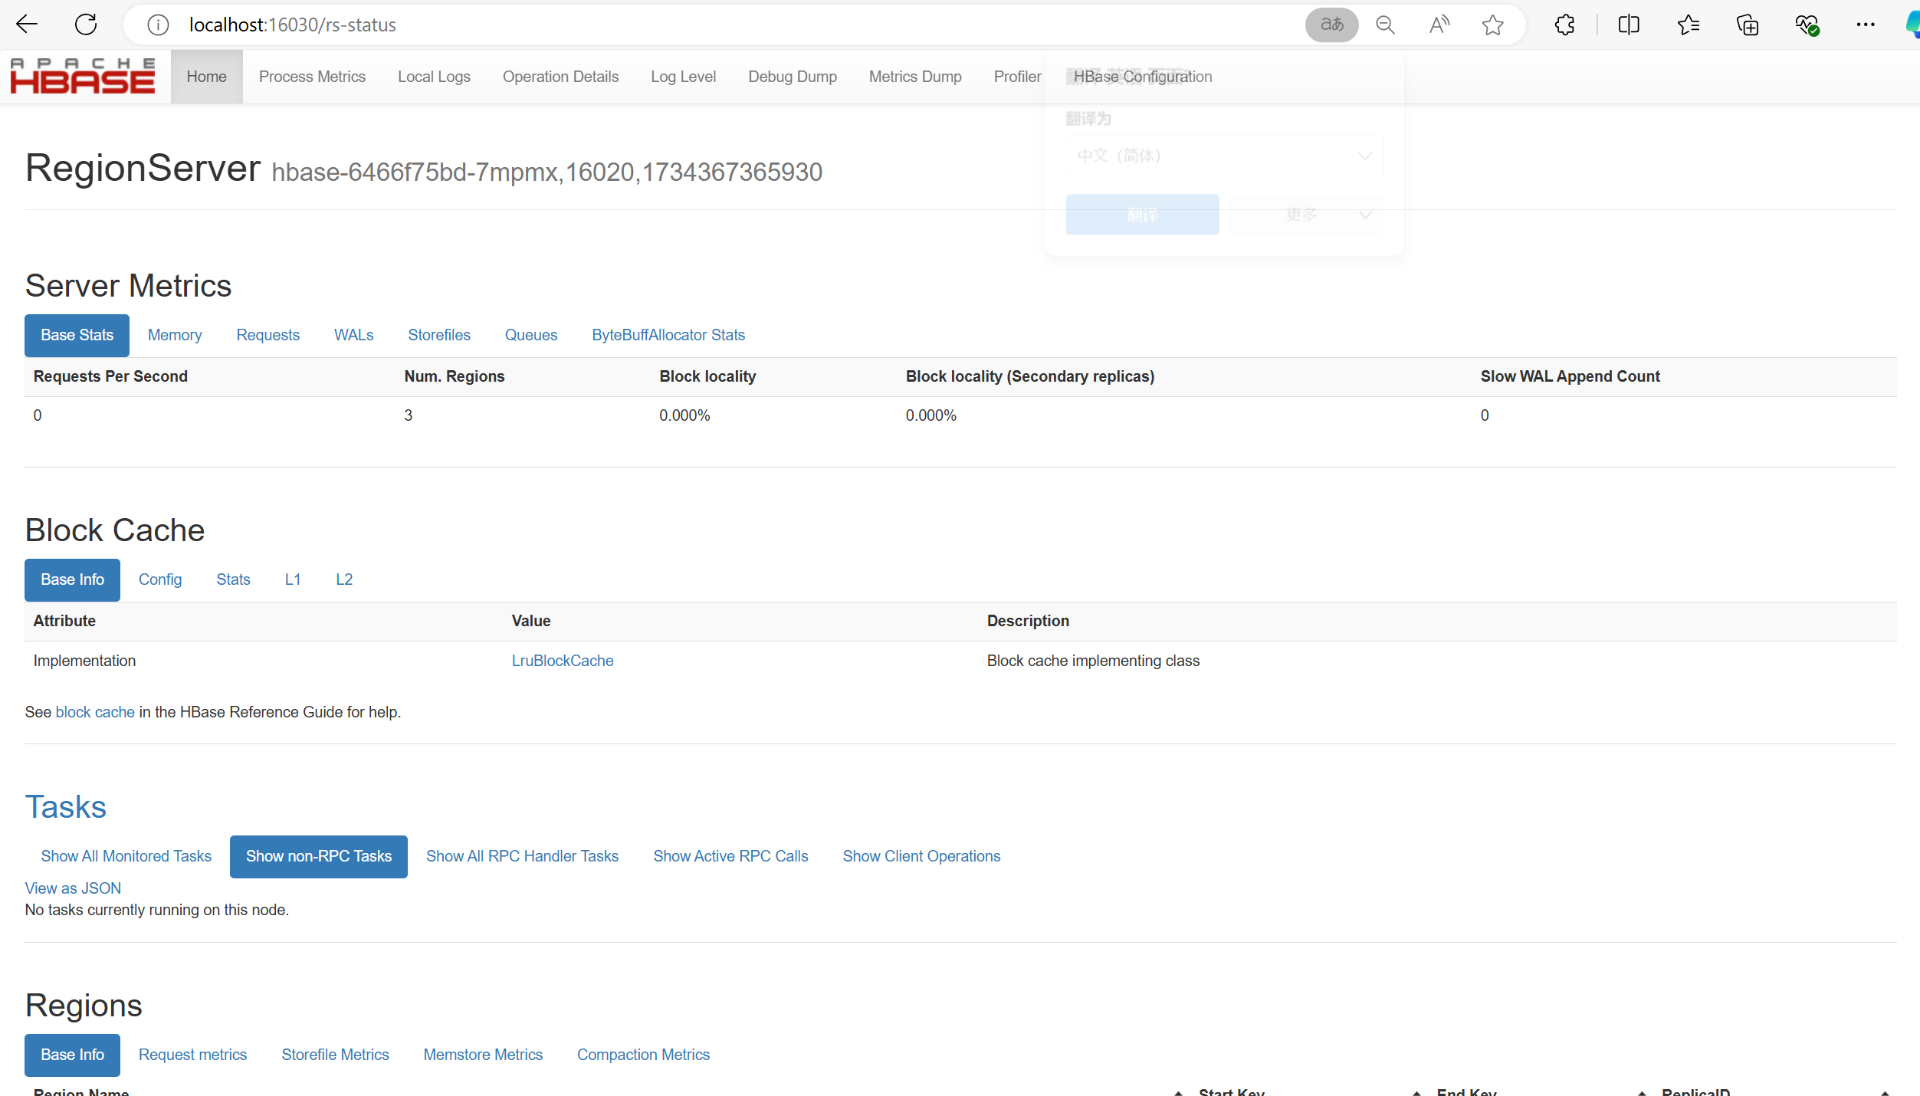 localhost:16030/rs-status
APACHE
HBASE
Home Process Metrics Local Logs Operation Details Log Level Debug Dump Metrics Dump Profiler HBase Configuration
翻译为
中文（简体）
翻译 更多
RegionServer hbase-6466f75bd-7mpmx,16020,1734367365930
Server Metrics
Base Stats Memory Requests WALs Storefiles Queues ByteBuffAllocator Stats
Requests Per Second Num. Regions Block locality Block locality (Secondary replicas) Slow WAL Append Count
0 3 0.000% 0.000% 0
Block Cache
Base Info Config Stats L1 L2
Attribute Value Description
Implementation LruBlockCache Block cache implementing class
See block cache in the HBase Reference Guide for help.
Tasks
Show All Monitored Tasks Show non-RPC Tasks Show All RPC Handler Tasks Show Active RPC Calls Show Client Operations
View as JSON
No tasks currently running on this node.
Regions
Base Info Request metrics Storefile Metrics Memstore Metrics Compaction Metrics
Region Name Start Key End Key ReplicaID